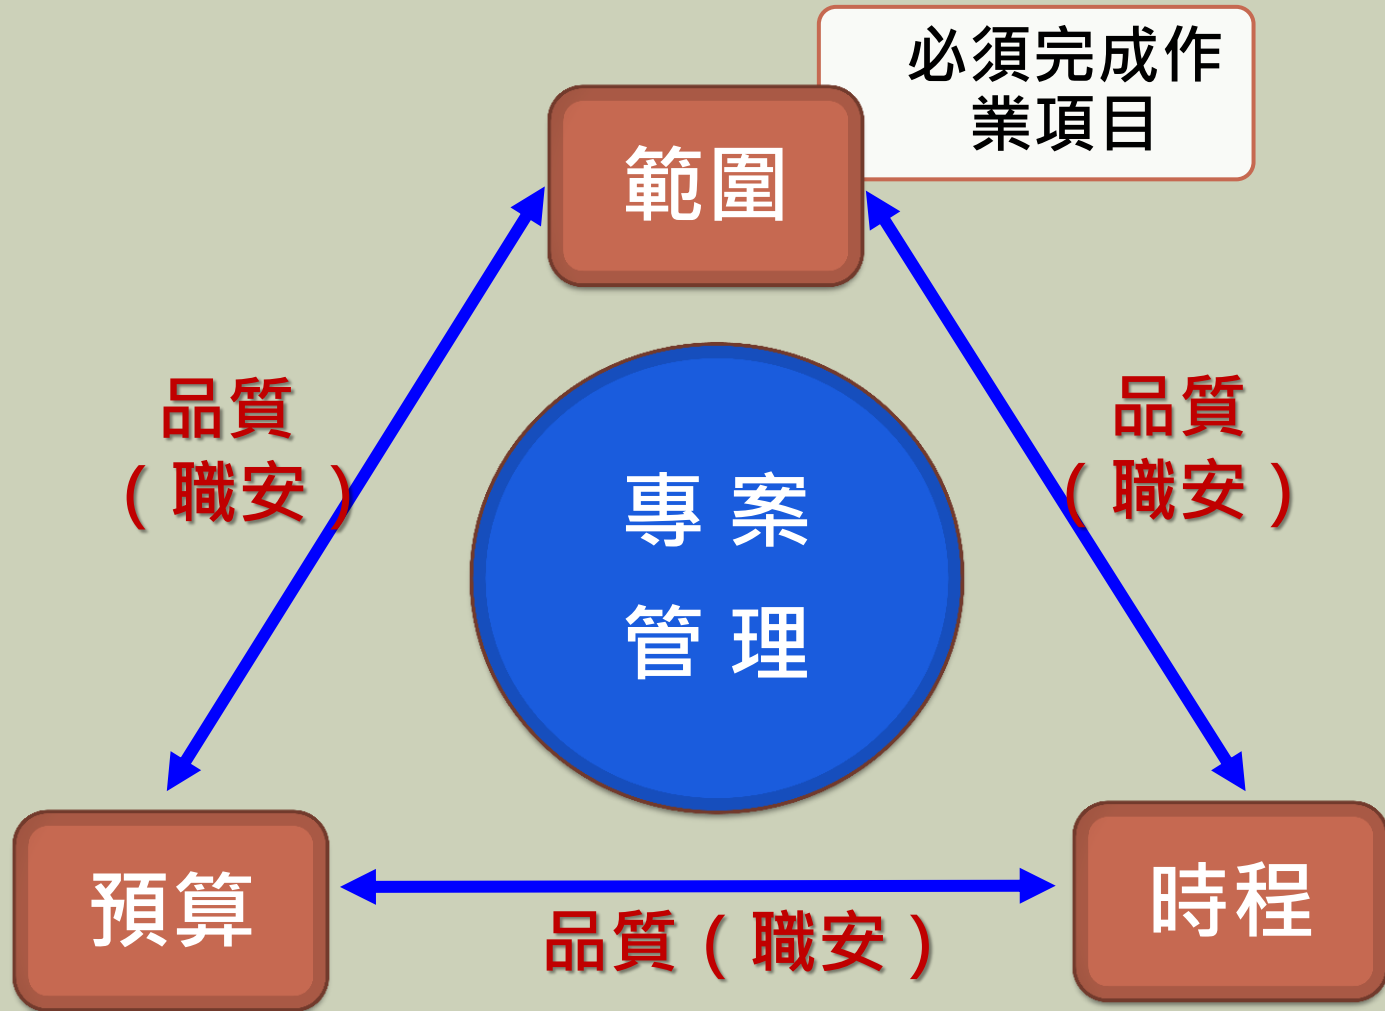 必須完成作
業項目
範圍
品質
（職安）
品質
（職安）
專 案
管 理
預算
品質（職安）
時程